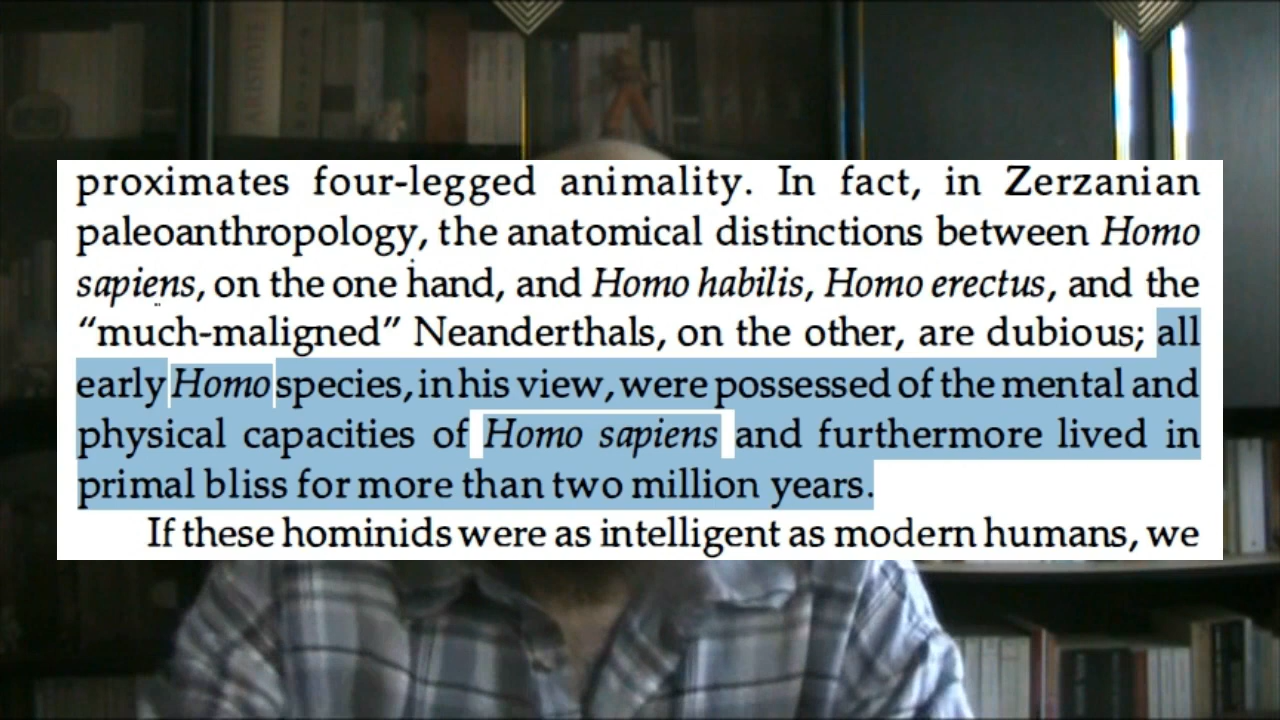 proximates four-legged animality. In fact, in Zerzanian
paleoanthropology, the anatomical distinctions between Homo
sapiens, on the one hand, and Homo habilis, Homo erectus, and the
“much-maligned” Neanderthals, on the other, are dubious; all
early Homo species, in his view, were possessed of the mental and
physical capacities of Homo sapiens and furthermore lived in
primal bliss for more than two million years.
If these hominids were as intelligent as modern humans, we